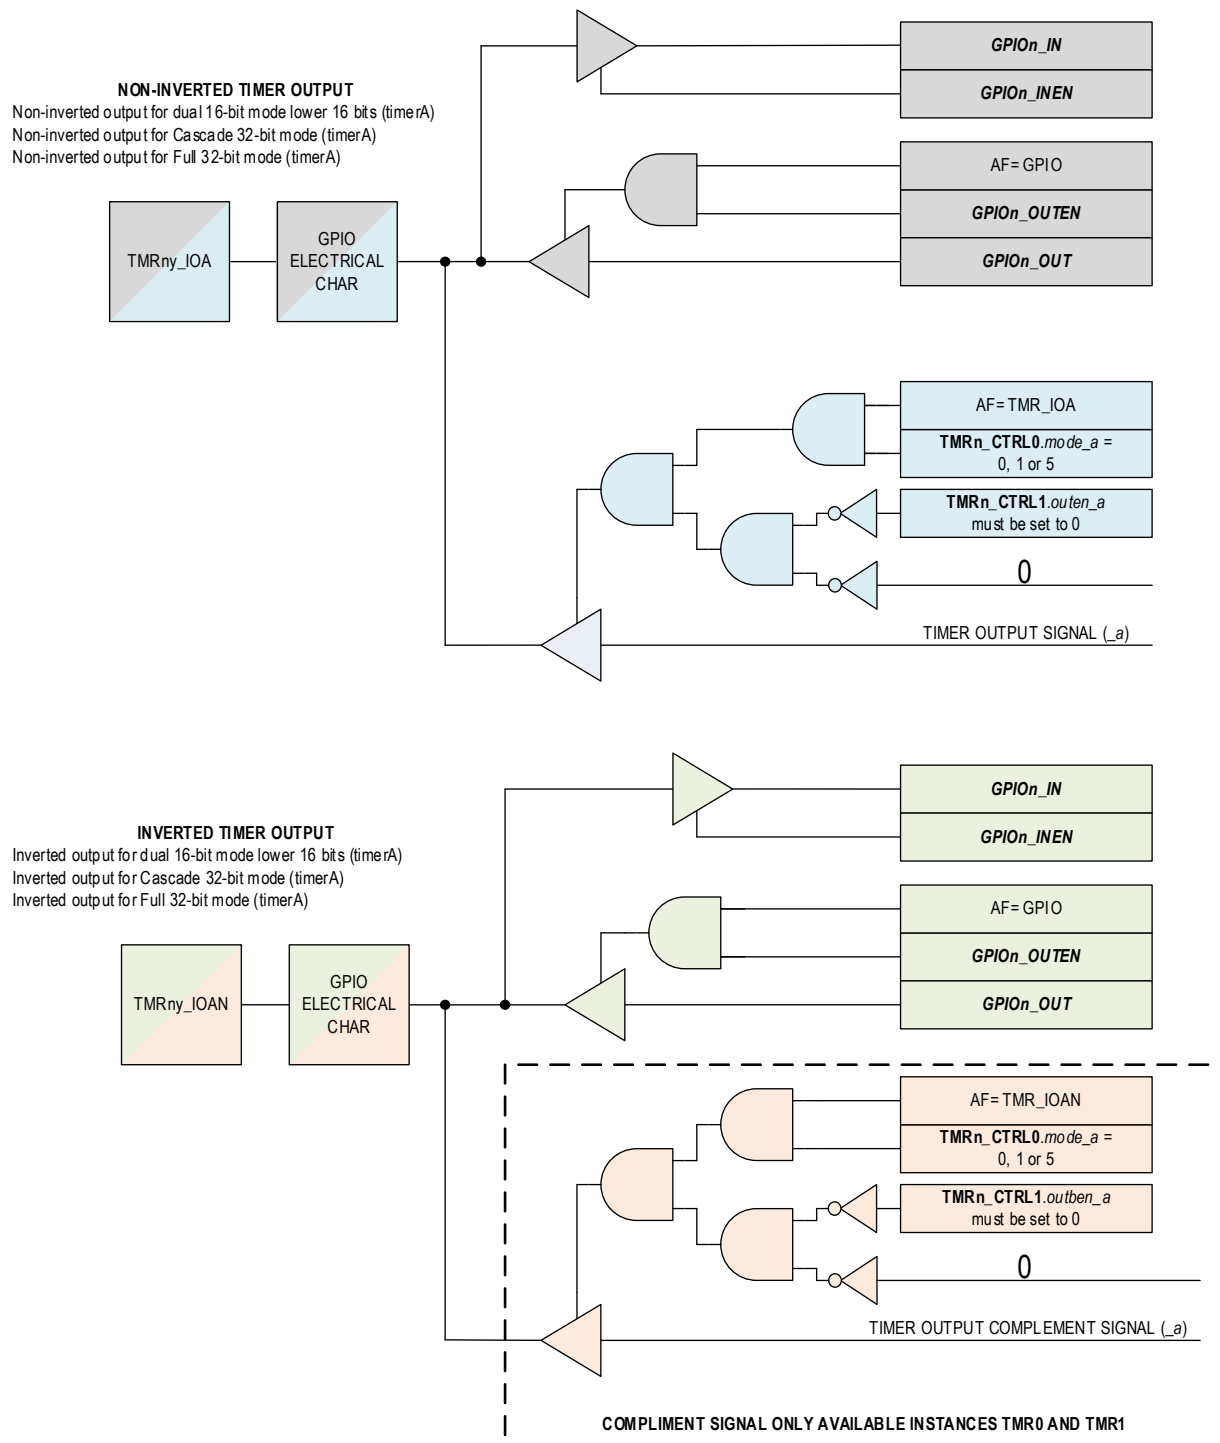 GPIOn_IN
GPIOn_INEN
NON-INVERTED TIMER OUTPUT
Non-inverted output for dual 16-bit mode lower 16 bits (timerA)
Non-inverted output for Cascade 32-bit mode (timerA)
Non-inverted output for Full 32-bit mode (timerA)
AF= GPIO
GPIOn_OUTEN
GPIOn_OUT
TMRny_IOA
GPIO
ELECTRICAL
CHAR
AF= TMR_IOA
TMRn_CTRL0.mode_a =
0, 1 or 5
TMRn_CTRL1.outen_a
must be set to 0
0
TIMER OUTPUT SIGNAL (_a)
GPIOn_IN
GPIOn_INEN
INVERTED TIMER OUTPUT
Inverted output for dual 16-bit mode lower 16 bits (timerA)
Inverted output for Cascade 32-bit mode (timerA)
Inverted output for Full 32-bit mode (timerA)
AF= GPIO
GPIOn_OUTEN
GPIOn_OUT
TMRny_IOAN
GPIO
ELECTRICAL
CHAR
AF= TMR_IOAN
TMRn_CTRL0.mode_a =
0, 1 or 5
TMRn_CTRL1.outben_a
must be set to 0
0
TIMER OUTPUT COMPLEMENT SIGNAL (_a)
COMPLIMENT SIGNAL ONLY AVAILABLE INSTANCES TMR0 AND TMR1